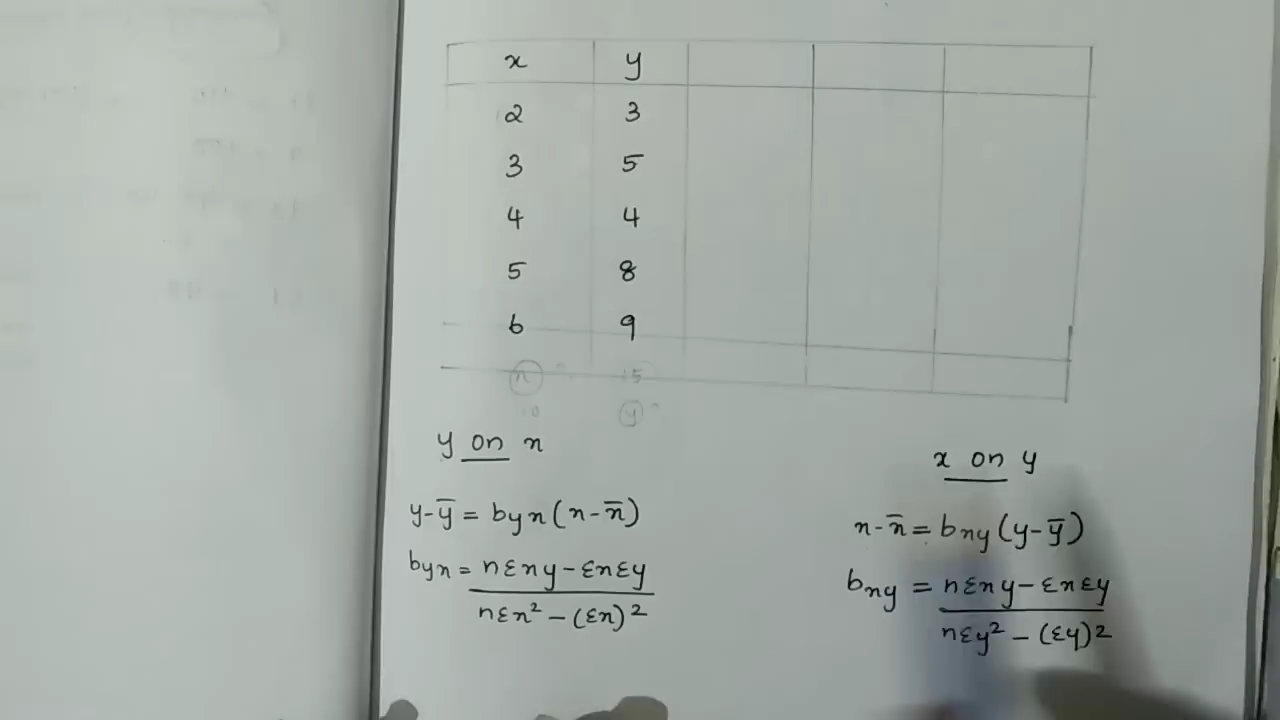 x y
2 3
3 5
4 4
5 8
6 9
y on x
x on y
y-ȳ = byx(x-x̄)
x-x̄ = bxy(y-ȳ)
byx = nΣxy-ΣxΣy
nΣx² - (Σx)²
bxy = nΣxy-ΣxΣy
nΣy² - (Σy)²